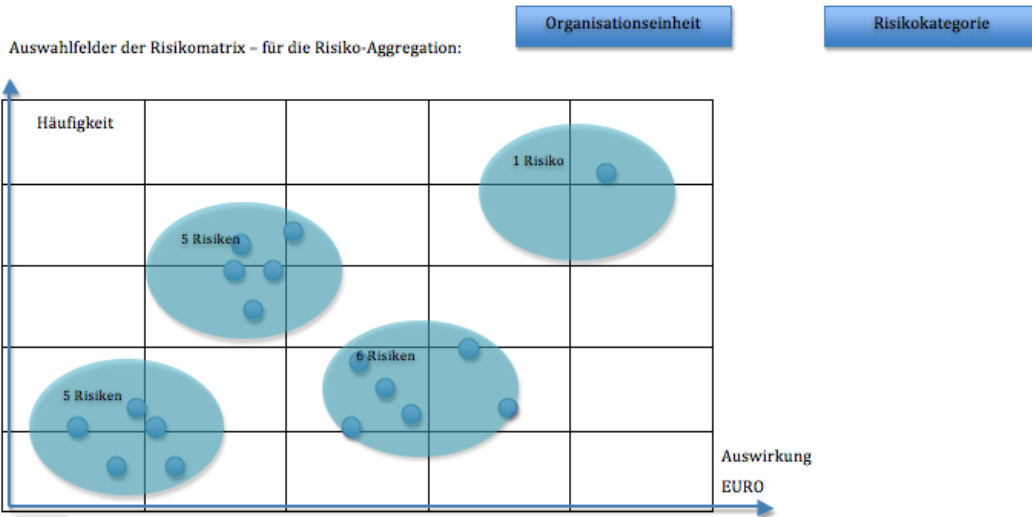 Organisationseinheit
Risikokategorie
Auswahlfelder der Risikomatrix – für die Risiko-Aggregation:
Häufigkeit
1 Risiko
5 Risiken
6 Risiken
5 Risiken
Auswirkung
EURO